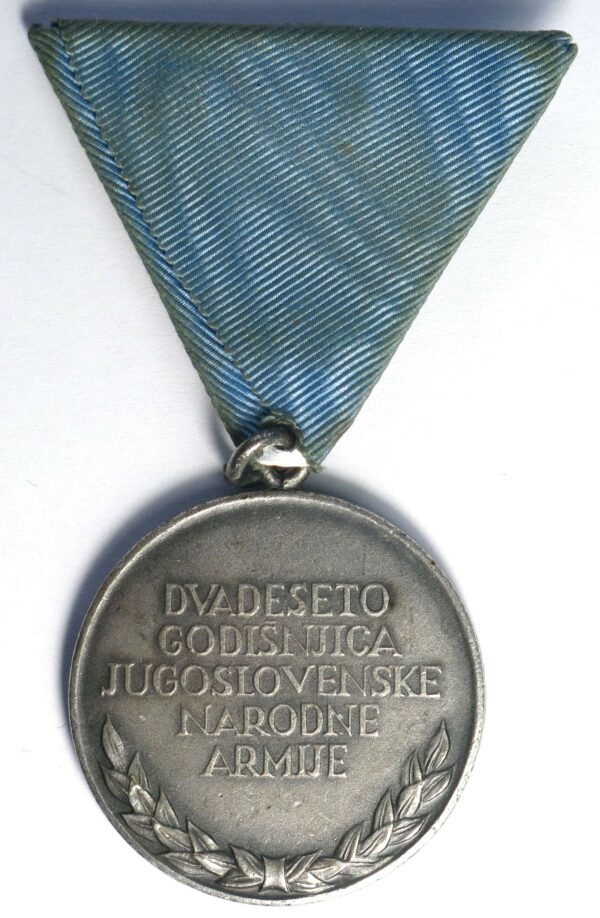 DVADESETO
GODIŠNJICA
JUGOSLOVENSKE
NARODNE
ARMIJE